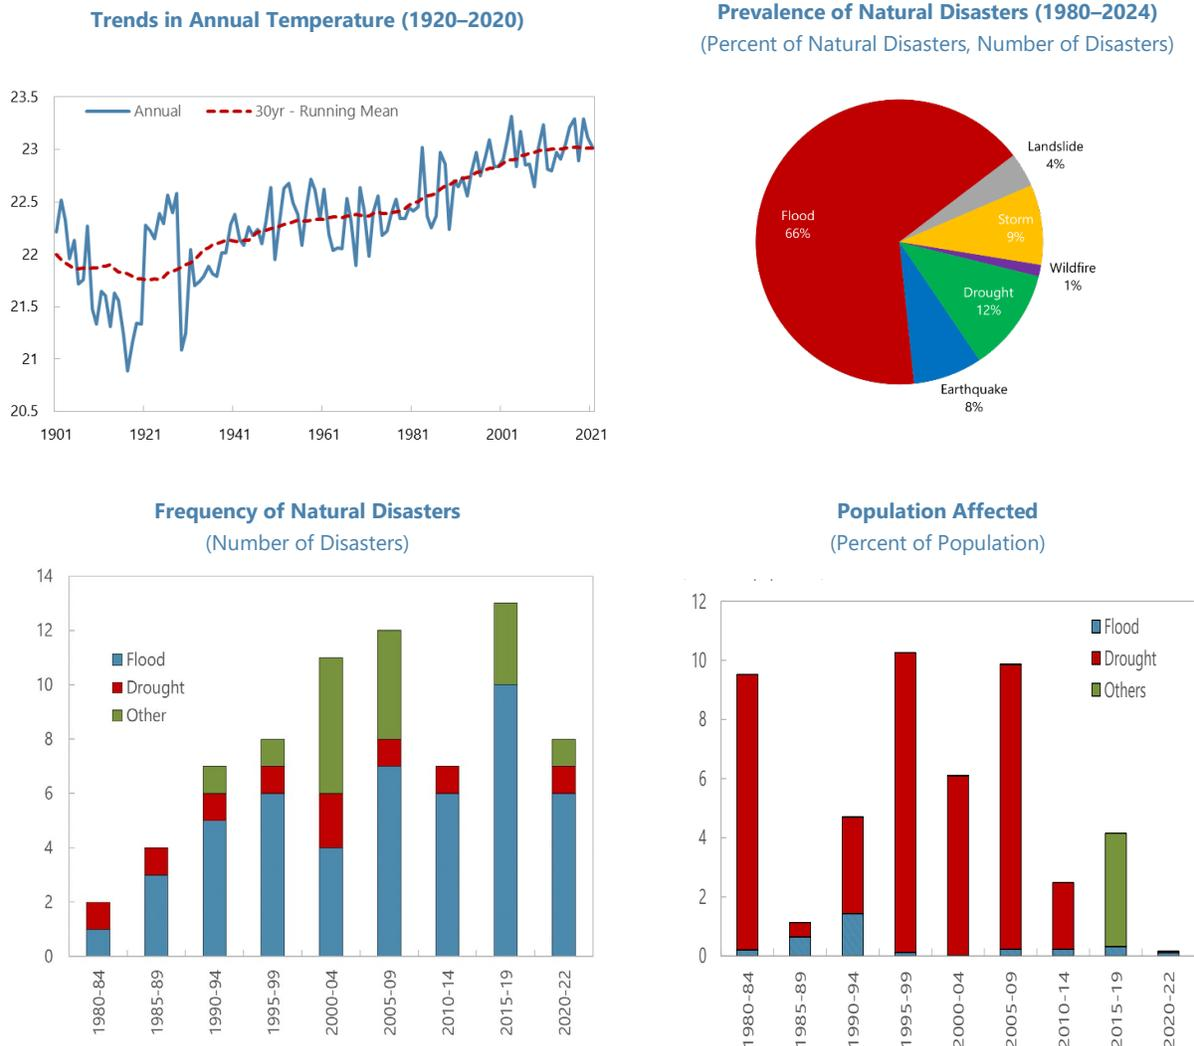 Trends in Annual Temperature (1920–2020)
23.5
23
22.5
22
21.5
21
20.5
Annual
30yr - Running Mean
1901 1921 1941 1961 1981 2001 2021
Prevalence of Natural Disasters (1980–2024)
(Percent of Natural Disasters, Number of Disasters)
Landslide
4%
Flood
66%
Storm
9%
Wildfire
1%
Drought
12%
Earthquake
8%
Frequency of Natural Disasters
(Number of Disasters)
14
12
10
8
6
4
2
0
Flood
Drought
Other
1980-84
1985-89
1990-94
1995-99
2000-04
2005-09
2010-14
2015-19
2020-22
Population Affected
(Percent of Population)
12
10
8
6
4
2
0
Flood
Drought
Others
1980-84
1985-89
1990-94
1995-99
2000-04
2005-09
2010-14
2015-19
2020-22